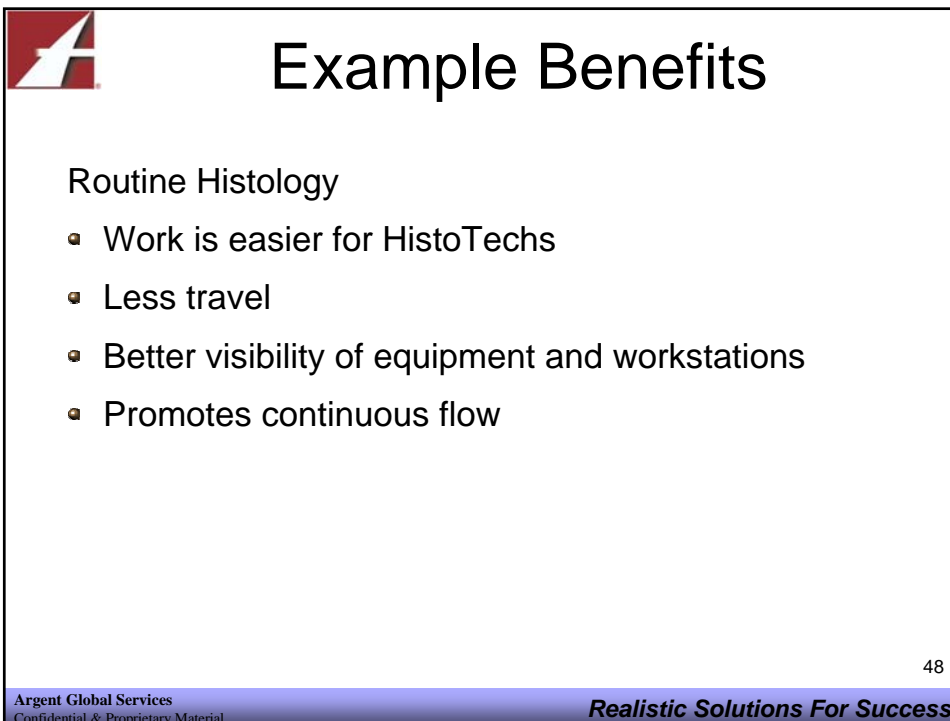 Example Benefits
Routine Histology
Work is easier for HistoTechs
Less travel
Better visibility of equipment and workstations
Promotes continuous flow
48
Argent Global Services
Confidential & Proprietary Material
Realistic Solutions For Success